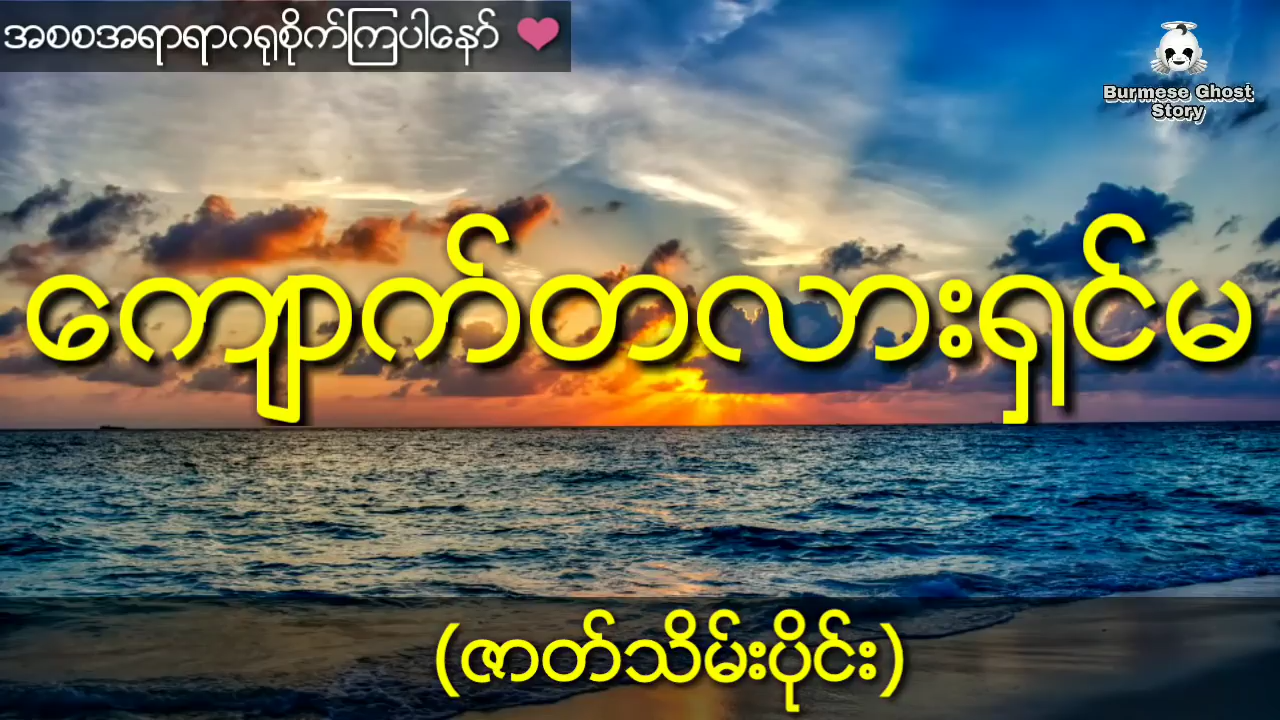 အစစအရာရာဂရုစိုက်ကြပါနော် ❤
Burmese Ghost
Story
ကျောက်တလားရှင်မ
(ဇာတ်သိမ်းပိုင်း)